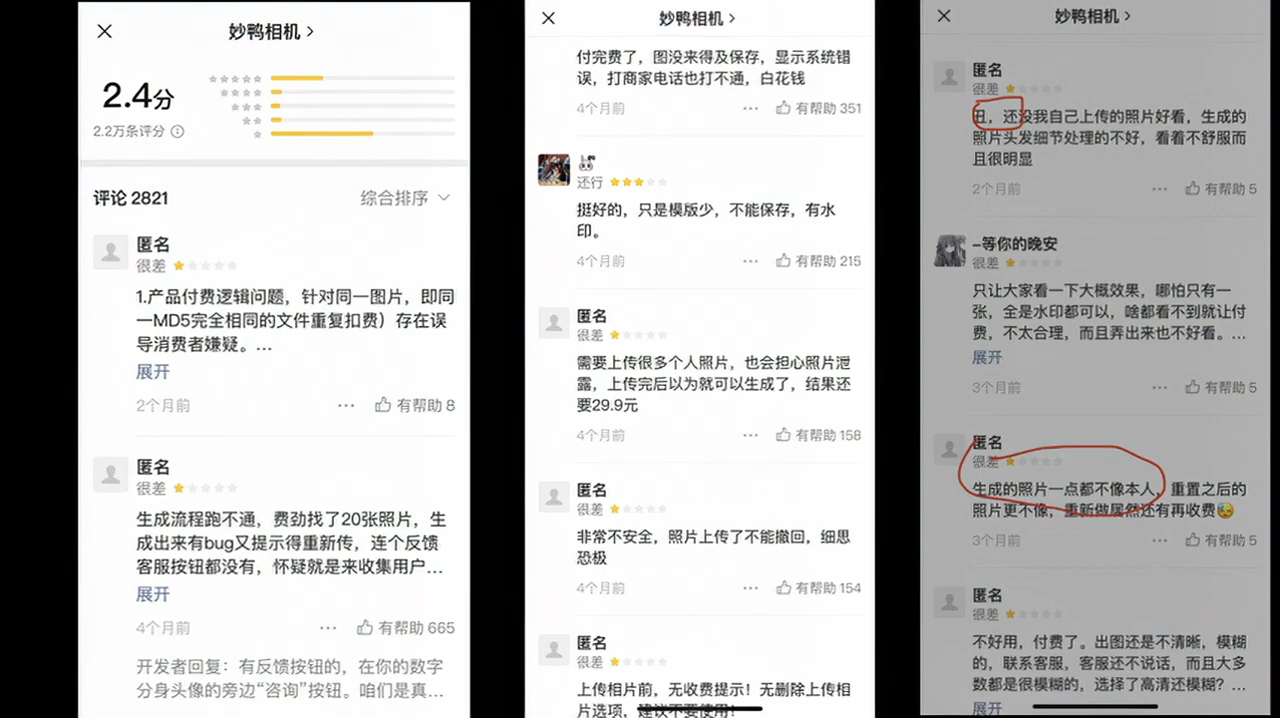 妙鸭相机
2.4分
2.2万条评分
评论 2821
综合排序
匿名
很差
1.产品付费逻辑问题，针对同一图片，即同
一MD5完全相同的文件重复扣费）存在误
导消费者嫌疑。...
展开
2个月前
有帮助 8
匿名
很差
生成流程跑不通，费劲找了20张照片，生
成出来有bug又提示得重新传，连个反馈
客服按钮都没有，怀疑就是来收集用户...
展开
4个月前
有帮助 665
开发者回复：有反馈按钮的，在你的数字
分身头像的旁边“咨询”按钮。咱们是真...
妙鸭相机
付完费了，图没来得及保存，显示系统错
误，打商家电话也打不通，白花钱
4个月前
有帮助 351
还行
挺好的，只是模版少，不能保存，有水
印。
4个月前
有帮助 215
匿名
很差
需要上传很多个人照片，也会担心照片泄
露，上传完后以为就可以生成了，结果还
要29.9元
4个月前
有帮助 158
匿名
很差
非常不安全，照片上传了不能撤回，细思
恐极
4个月前
有帮助 154
匿名
很差
上传相片前，无收费提示！无删除上传相
片选项，建议不要使用！
妙鸭相机
匿名
很差
丑，还没我自己上传的照片好看，生成的
照片头发细节处理的不好，看着不舒服而
且很明显
2个月前
有帮助 5
-等你的晚安
很差
只让大家看一下大概效果，哪怕只有一
张，全是水印都可以，啥都看不到就让付
费，不太合理，而且弄出来也不好看。...
展开
3个月前
有帮助 5
匿名
很差
生成的照片一点都不像本人，重置之后的
照片更不像，重新做居然还有再收费😓
3个月前
有帮助 5
匿名
很差
不好用，付费了。出图还是不清晰，模糊
的，联系客服，客服还不说话，而且大多
数都是很模糊的，选择了高清还模糊？...
展开